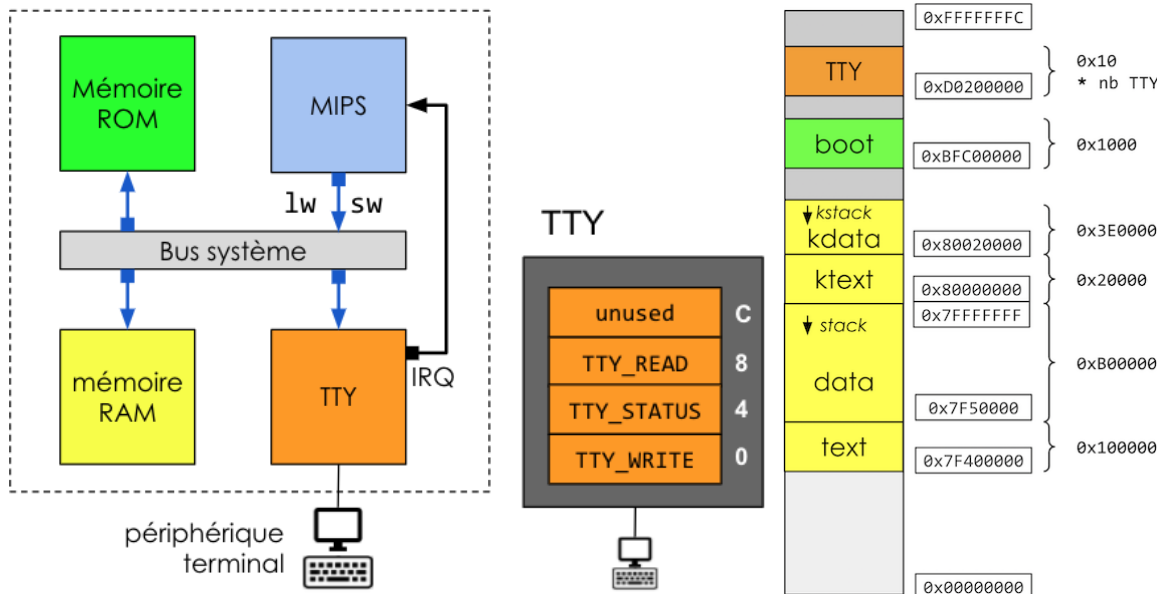 Mémoire
ROM
MIPS
lw sw
Bus système
mémoire
RAM
TTY
IRQ
périphérique
terminal
TTY
unused C
TTY_READ 8
TTY_STATUS 4
TTY_WRITE 0
0xFFFFFFFC
TTY
0xD0200000
0x10
* nb TTY
boot
0xBFC00000
0x1000
kstack
kdata
0x80020000
0x3E0000
ktext
0x80000000
0x20000
0x7FFFFFFF
stack
data
0x7F500000
0xB00000
text
0x7F400000
0x100000
0x00000000